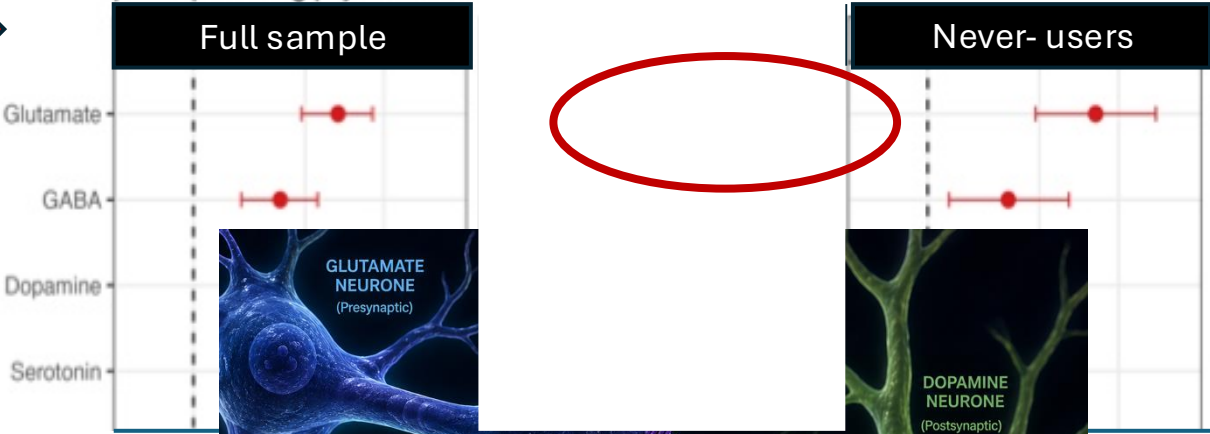 Full sample
Never- users
Glutamate
GABA
Dopamine
Serotonin
GLUTAMATE
NEURONE
(Presynaptic)
DOPAMINE
NEURONE
(Postsynaptic)